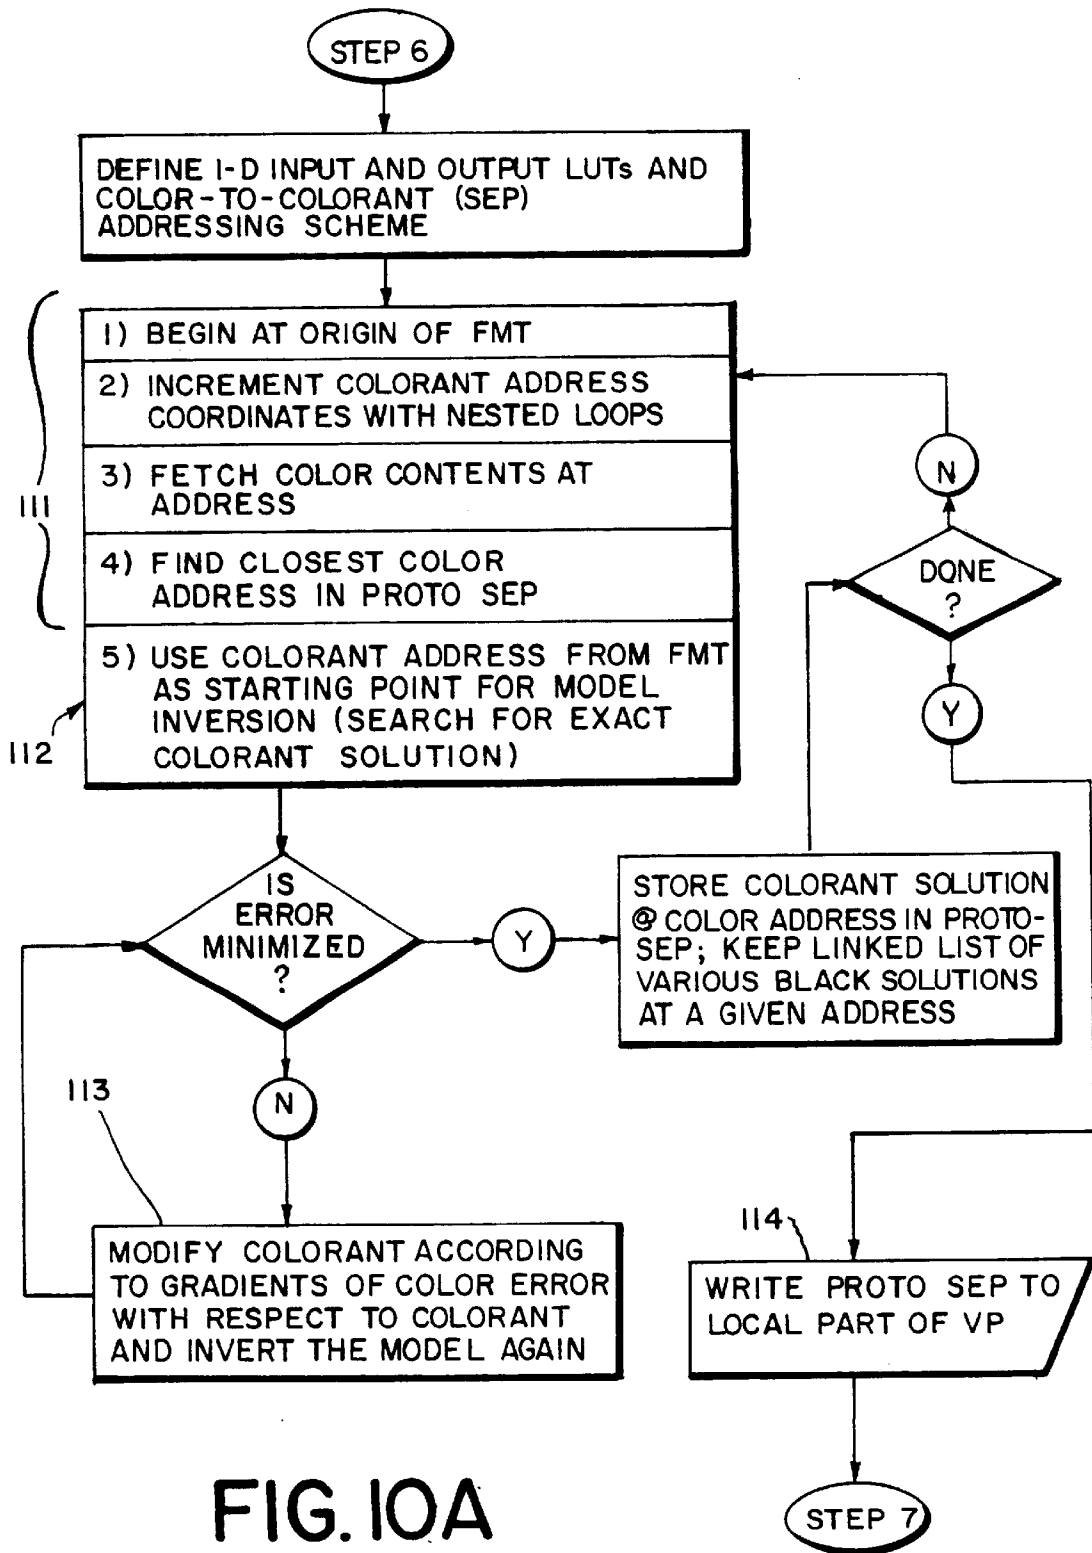 STEP 6
DEFINE 1-D INPUT AND OUTPUT LUTs AND
COLOR-TO-COLORANT (SEP)
ADDRESSING SCHEME
1) BEGIN AT ORIGIN OF FMT
2) INCREMENT COLORANT ADDRESS
COORDINATES WITH NESTED LOOPS
3) FETCH COLOR CONTENTS AT
ADDRESS
4) FIND CLOSEST COLOR
ADDRESS IN PROTO SEP
111
5) USE COLORANT ADDRESS FROM FMT
AS STARTING POINT FOR MODEL
INVERSION (SEARCH FOR EXACT
COLORANT SOLUTION)
112
N
DONE
?
Y
IS
ERROR
MINIMIZED
?
Y
STORE COLORANT SOLUTION
@ COLOR ADDRESS IN PROTO-
SEP; KEEP LINKED LIST OF
VARIOUS BLACK SOLUTIONS
AT A GIVEN ADDRESS
N
113
MODIFY COLORANT ACCORDING
TO GRADIENTS OF COLOR ERROR
WITH RESPECT TO COLORANT
AND INVERT THE MODEL AGAIN
114
WRITE PROTO SEP TO
LOCAL PART OF VP
STEP 7
FIG. 10A